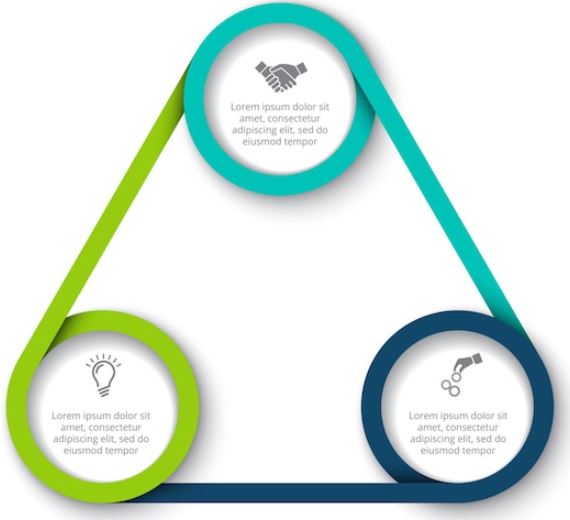 Lorem ipsum dolor sit
amet, consectetur
adipiscing elit, sed do
eiusmod tempor
Lorem ipsum dolor sit
amet, consectetur
adipiscing elit, sed do
eiusmod tempor
Lorem ipsum dolor sit
amet, consectetur
adipiscing elit, sed do
eiusmod tempor